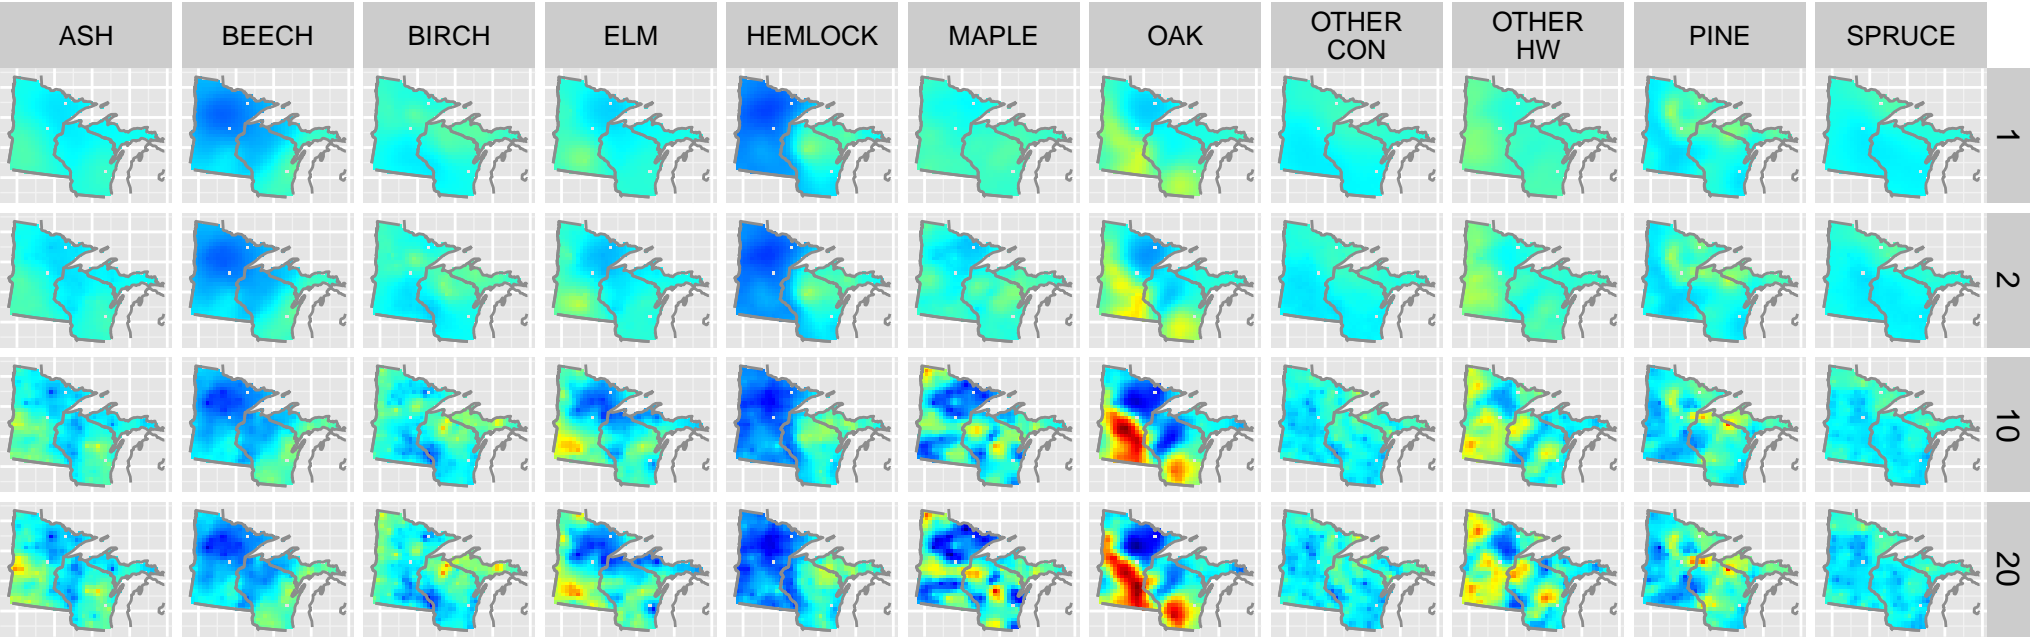 ASH
BEECH
BIRCH
ELM
HEMLOCK
MAPLE
OAK
OTHER
CON
OTHER
HW
PINE
SPRUCE
1
2
10
20